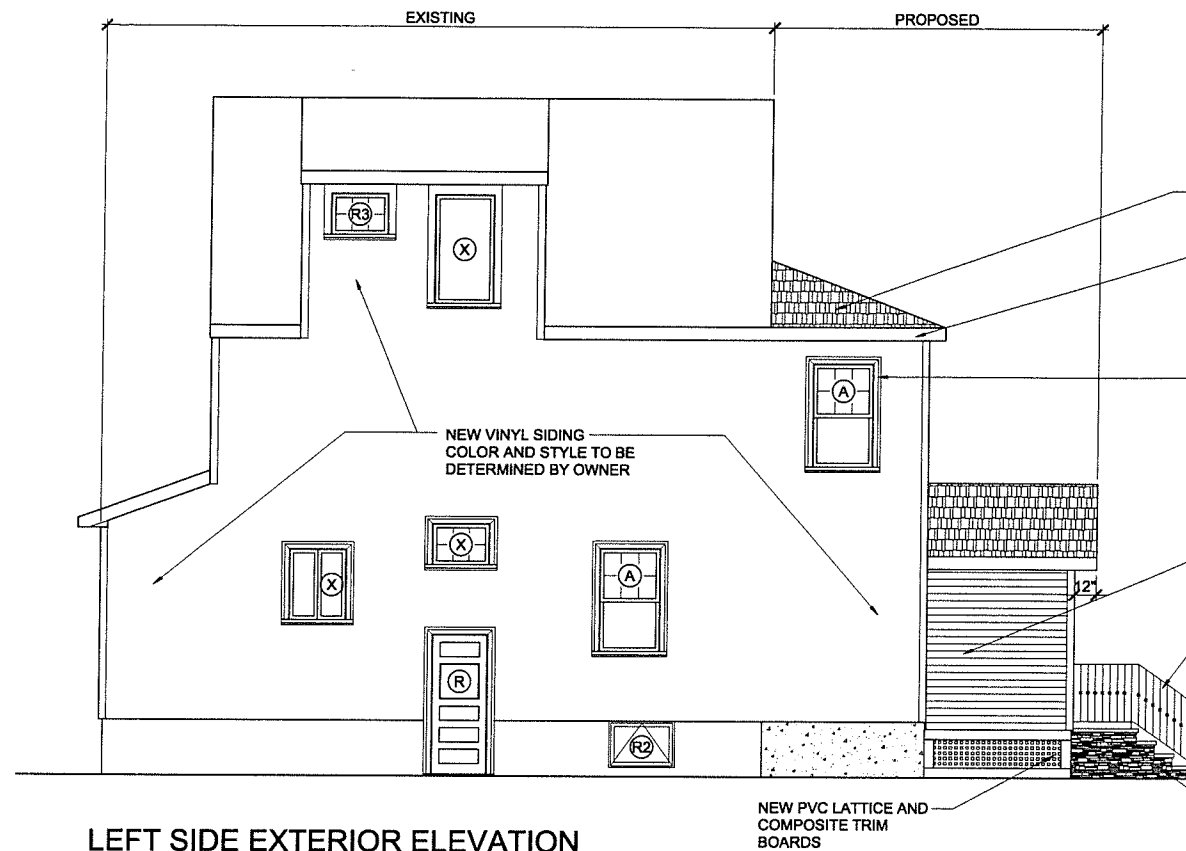 EXISTING
PROPOSED
R3
X
A
NEW VINYL SIDING
COLOR AND STYLE TO BE
DETERMINED BY OWNER
X
X
A
12"
R
R2
NEW PVC LATTICE AND
COMPOSITE TRIM
BOARDS
LEFT SIDE EXTERIOR ELEVATION